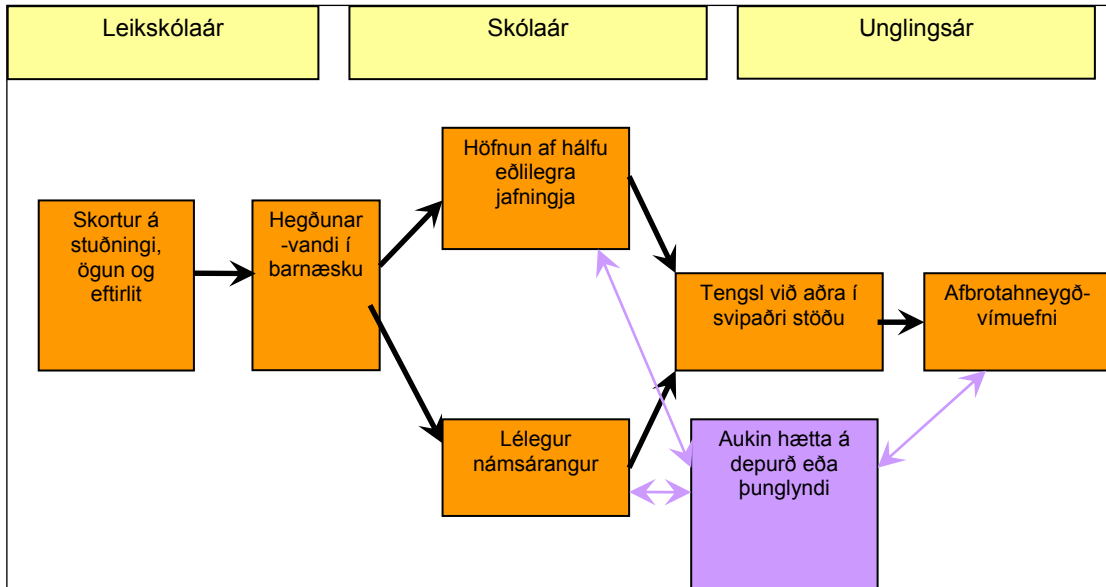 Leikskólaár
Skólaár
Unglingsár
Skortur á
stuðningi,
ögun og
eftirlit
Hegðunar
-vandi í
barnæsku
Höfnun af hálfu
eðlilegra
jafningja
Lélegur
námsárangur
Tengsl við aðra í
svipaðri stöðu
Afbrotahneygð-
vímuefni
Aukin hætta á
depurð eða
þunglyndi